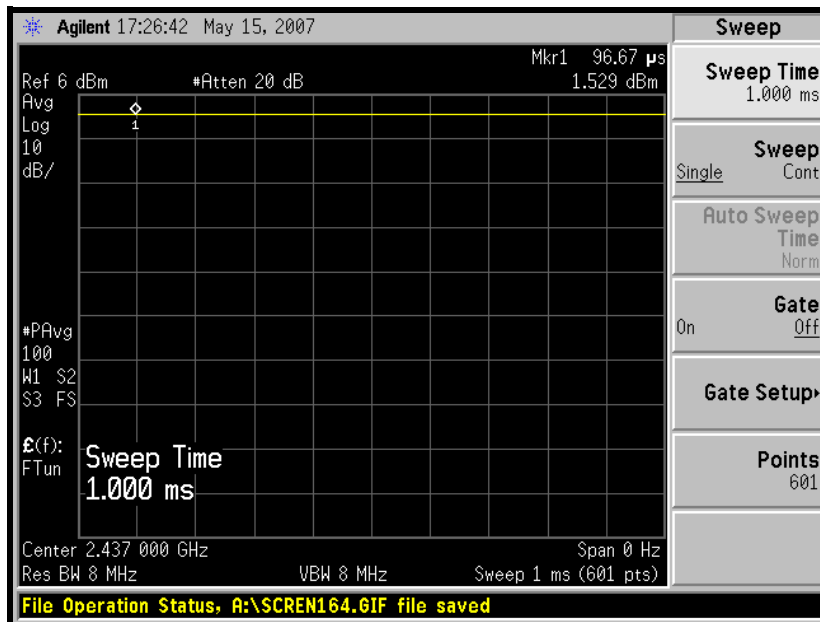 Agilent 17:26:42 May 15, 2007
Sweep
Mkr1 96.67 µs
Ref 6 dBm #Atten 20 dB 1.529 dBm
Avg
Log
10
dB/
1
#PAvg
100
W1 S2
S3 FS
£(f):
FTun
Sweep Time
1.000 ms
Center 2.437 000 GHz Span 0 Hz
Res BW 8 MHz VBW 8 MHz Sweep 1 ms (601 pts)
File Operation Status, A:\SCREN164.GIF file saved
Sweep Time
1.000 ms
Sweep
Single Cont
Auto Sweep
Time
Norm
Gate
On Off
Gate Setup
Points
601